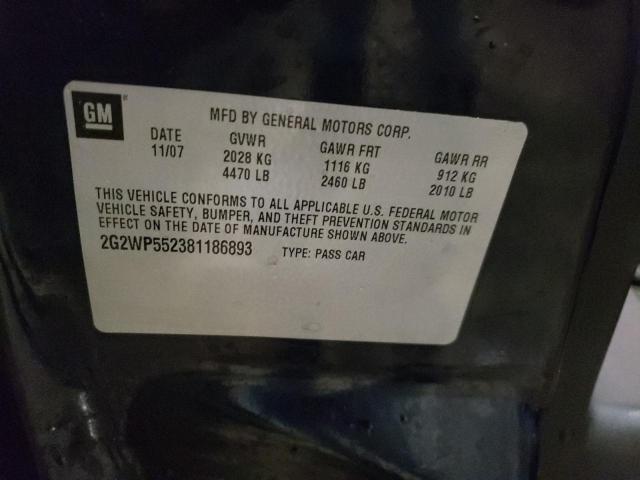 GM
MFD BY GENERAL MOTORS CORP.
DATE GVWR GAWR FRT GAWR RR
11/07 2028 KG 1116 KG 912 KG
4470 LB 2460 LB 2010 LB
THIS VEHICLE CONFORMS TO ALL APPLICABLE U.S. FEDERAL MOTOR
VEHICLE SAFETY, BUMPER, AND THEFT PREVENTION STANDARDS IN
EFFECT ON THE DATE OF MANUFACTURE SHOWN ABOVE.
2G2WP552381186893 TYPE: PASS CAR